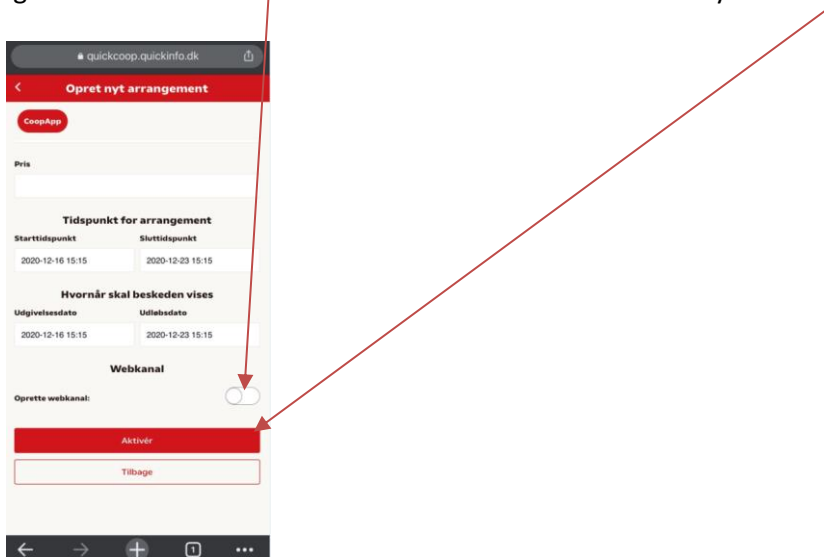 quickcoop.quickinfo.dk
Opret nyt arrangement
CoopApp
Pris
Tidspunkt for arrangement
Starttidspunkt Sluttidspunkt
2020-12-16 15:15 2020-12-23 15:15
Hvornår skal beskeden vises
Udgivelsesdato Udløbsdato
2020-12-16 15:15 2020-12-23 15:15
Webkanal
Oprette webkanal:
Aktivér
Tilbage
1